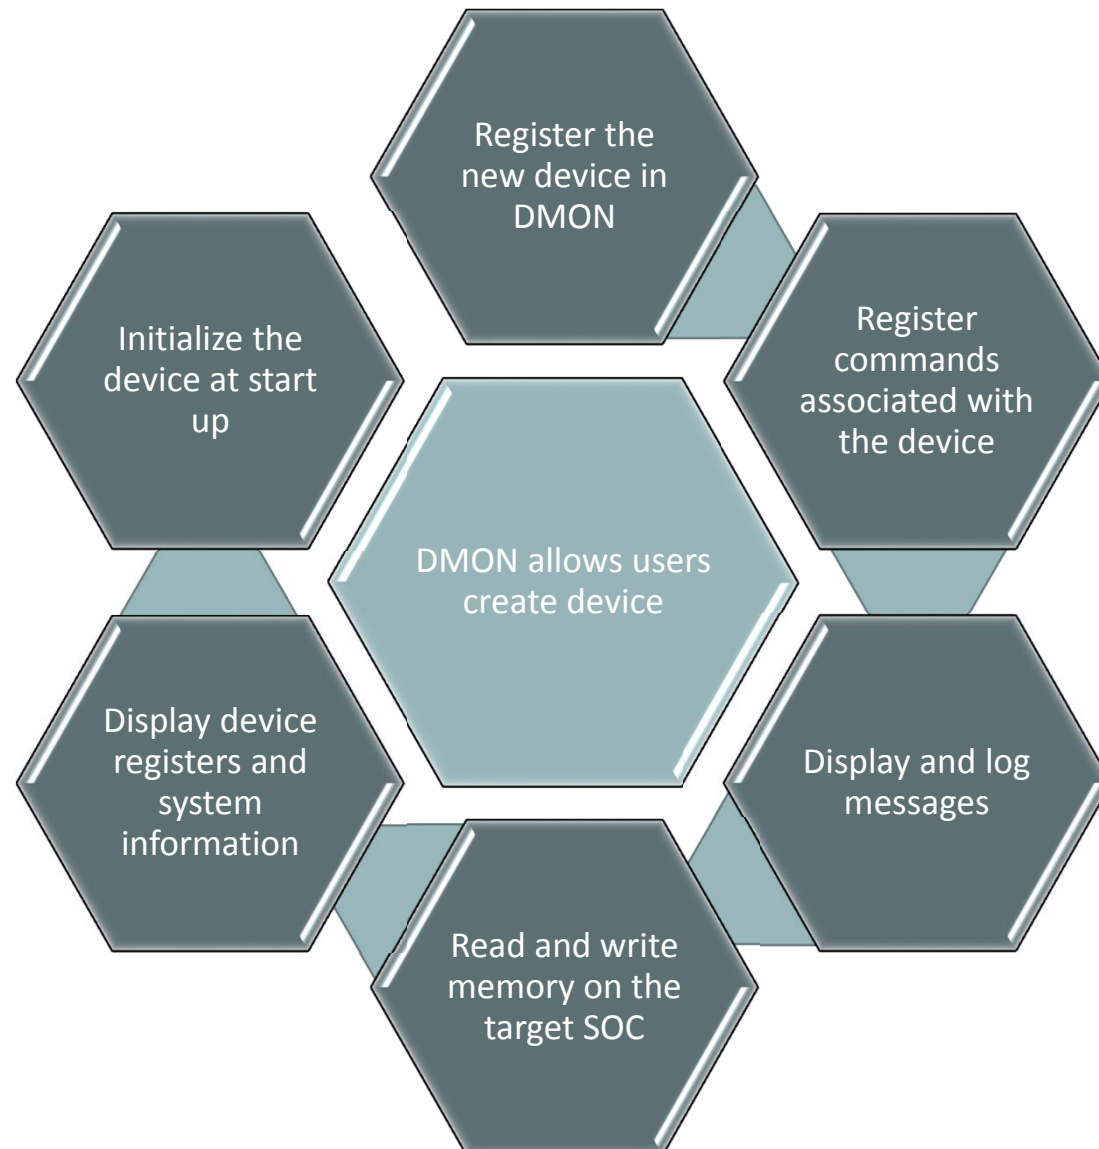 Register the
new device in
DMON
Register
commands
associated with
the device
Display and log
messages
Read and write
memory on the
target SOC
Display device
registers and
system
information
Initialize the
device at start
up
DMON allows users
create device